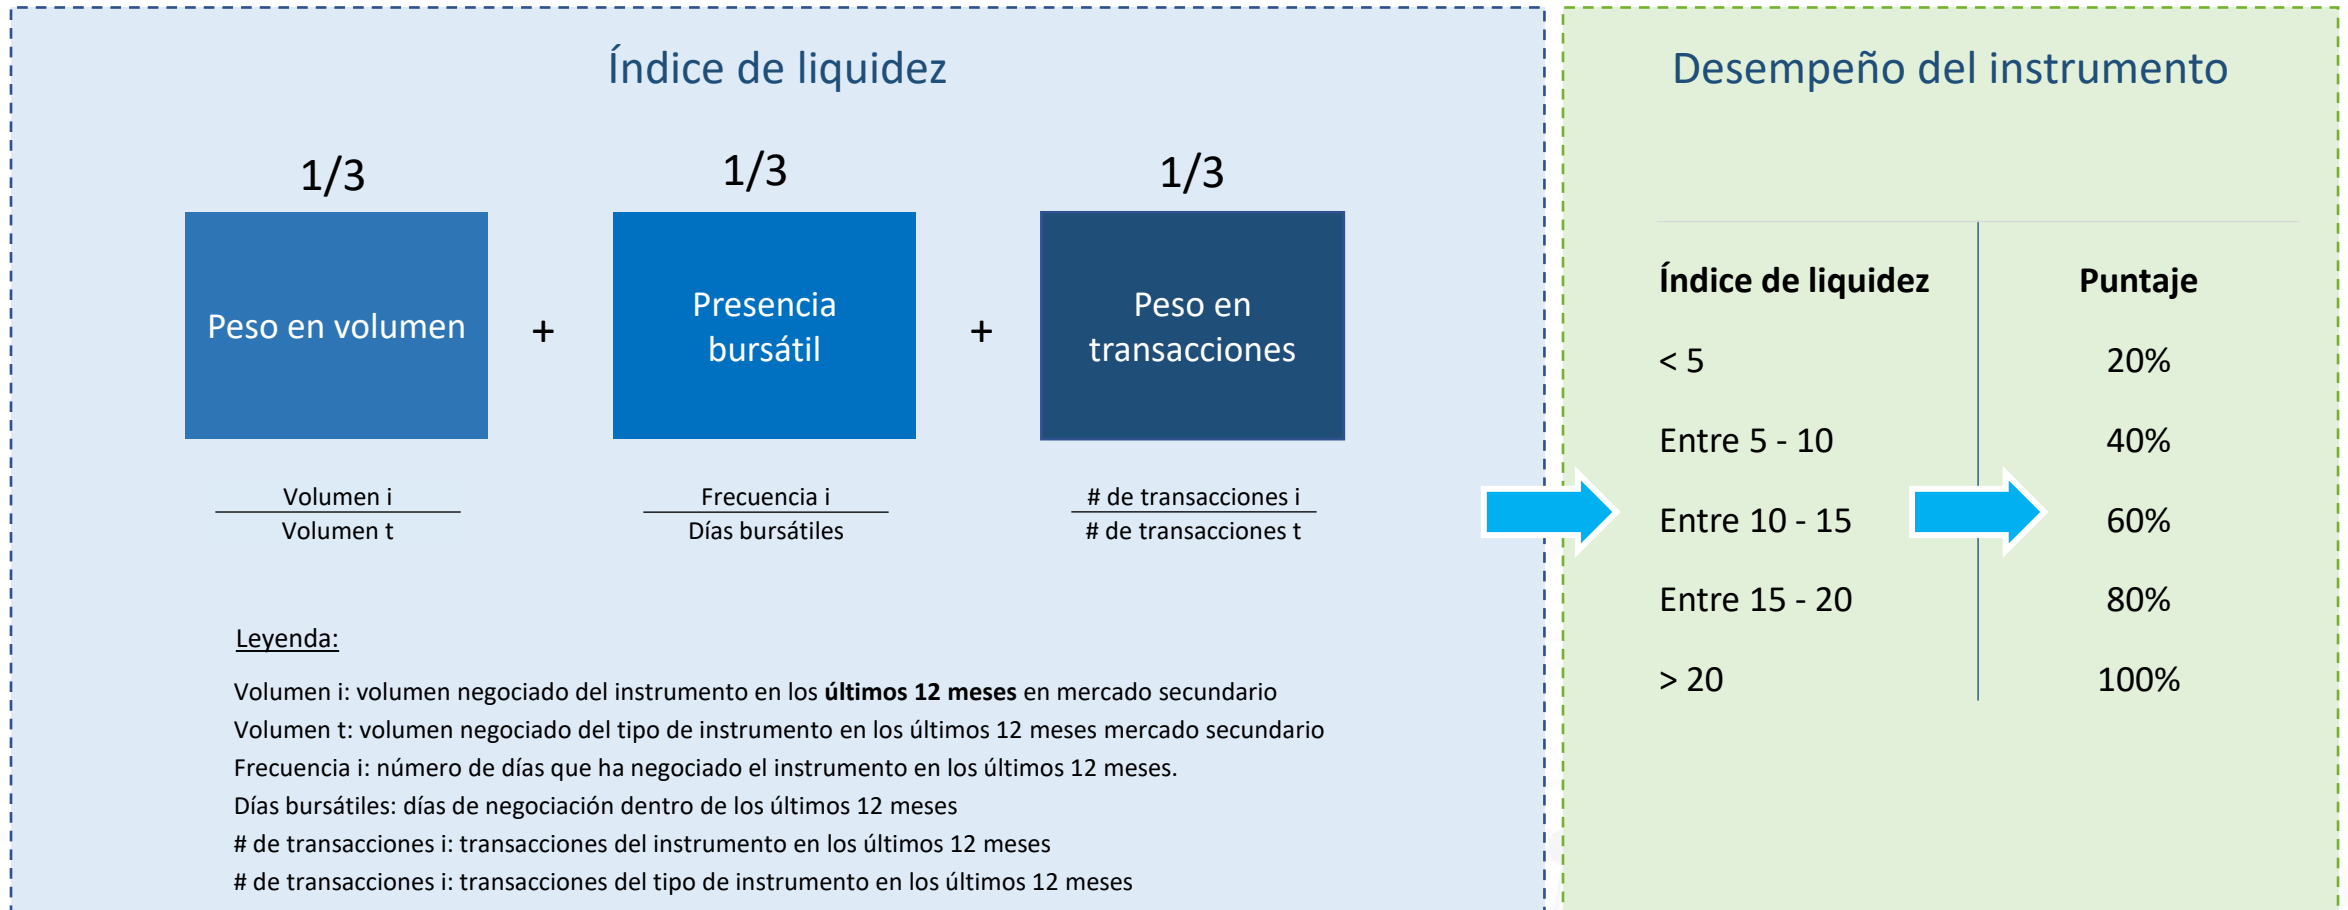 Índice de liquidez
1/3
1/3
1/3
Peso en volumen
+
Presencia
bursátil
+
Peso en
transacciones
Volumen i
Volumen t
Frecuencia i
Días bursátiles
# de transacciones i
# de transacciones t
Leyenda:
Volumen i: volumen negociado del instrumento en los últimos 12 meses en mercado secundario
Volumen t: volumen negociado del tipo de instrumento en los últimos 12 meses mercado secundario
Frecuencia i: número de días que ha negociado el instrumento en los últimos 12 meses.
Días bursátiles: días de negociación dentro de los últimos 12 meses
# de transacciones i: transacciones del instrumento en los últimos 12 meses
# de transacciones i: transacciones del tipo de instrumento en los últimos 12 meses
Desempeño del instrumento
Índice de liquidez Puntaje
< 5 20%
Entre 5 - 10 40%
Entre 10 - 15 60%
Entre 15 - 20 80%
> 20 100%